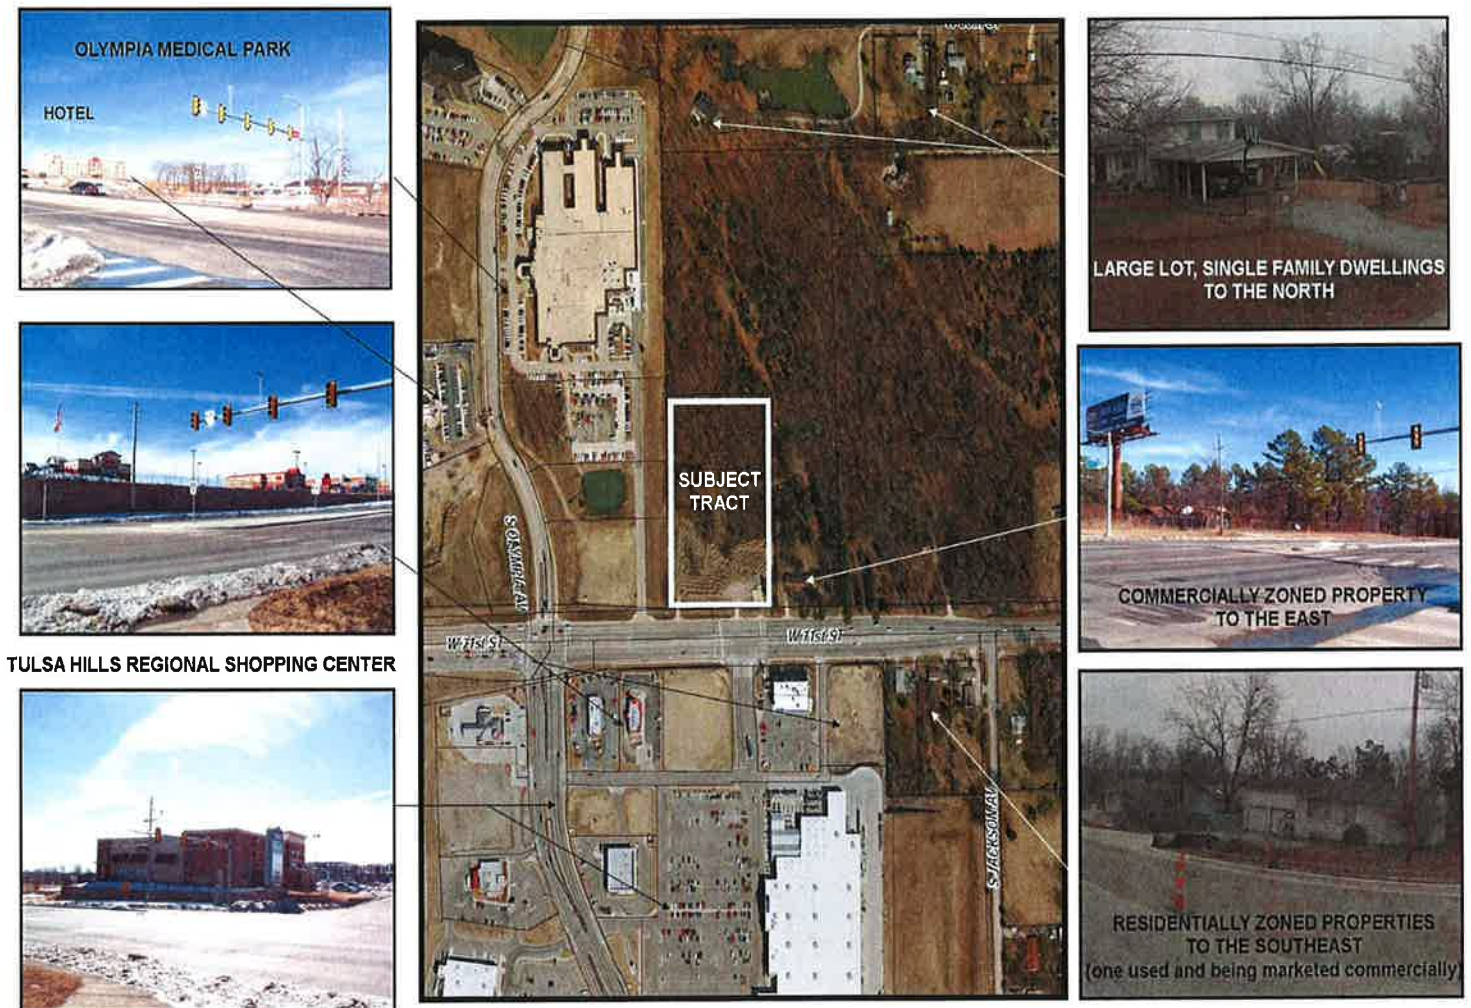 OLYMPIA MEDICAL PARK
HOTEL
TULSA HILLS REGIONAL SHOPPING CENTER
SUBJECT
TRACT
S OLYMPIA AV
W 71st ST
W 71st ST
S JACKSON AV
LARGE LOT, SINGLE FAMILY DWELLINGS
TO THE NORTH
COMMERCIALLY ZONED PROPERTY
TO THE EAST
RESIDENTIALLY ZONED PROPERTIES
TO THE SOUTHEAST
(one used and being marketed commercially)